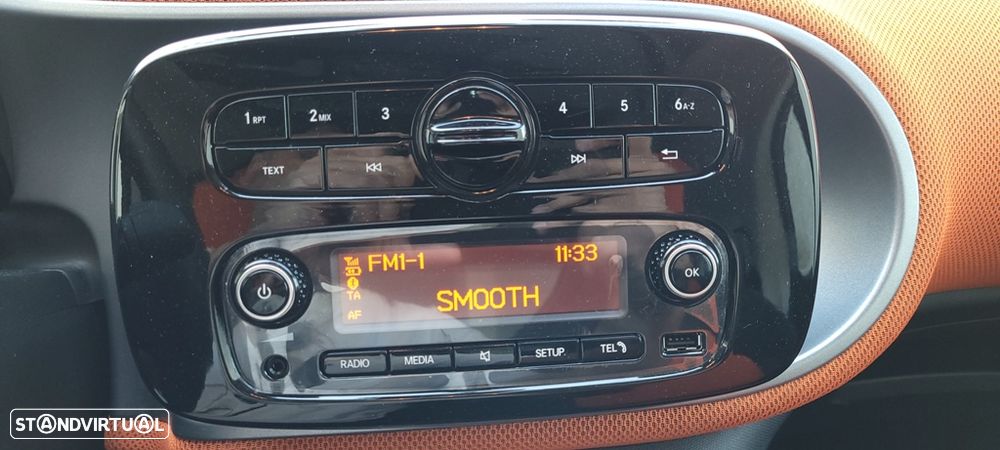 1 RPT 2 MIX 3 4 5 6 A-Z
TEXT
FM1-1 11:33
TA
SMOOTH
AF
OK
RADIO MEDIA SETUP TEL
STANDVIRTUAL